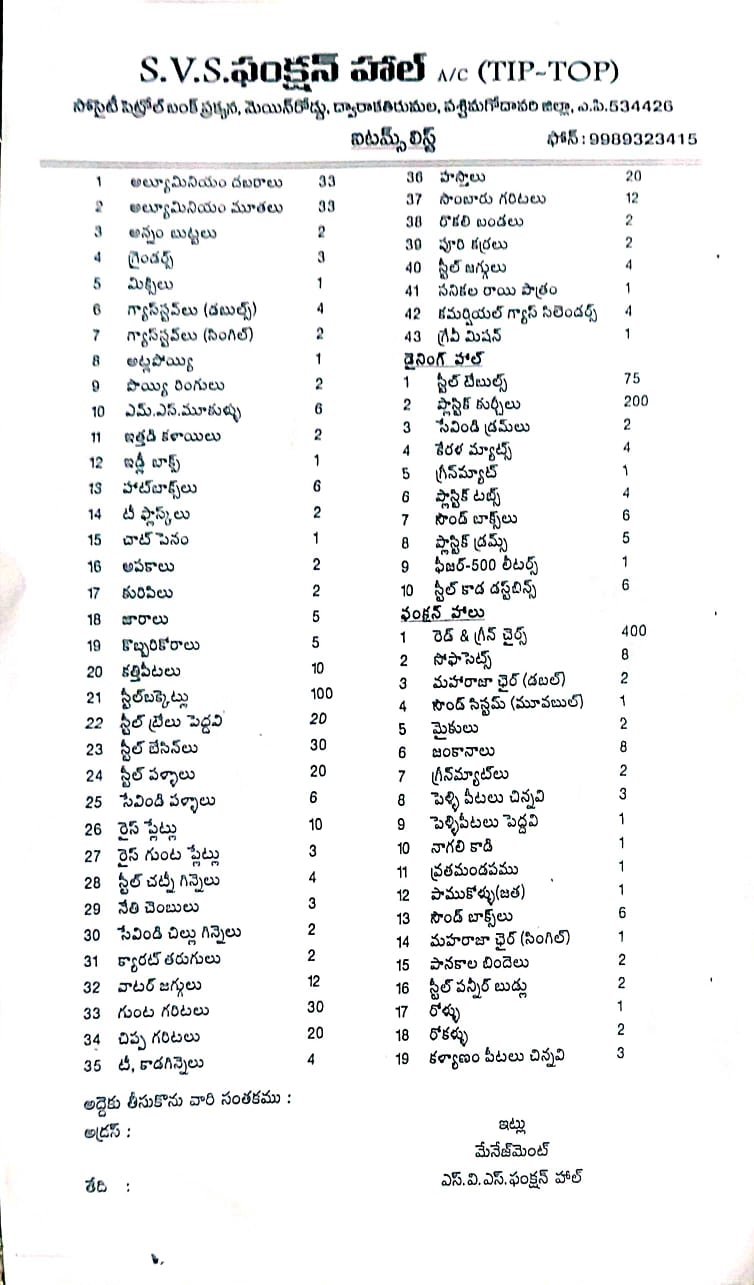 S.V.S.ఫంక్షన్ హాల్ A/C (TIP-TOP)
సొసైటీ పెట్రోల్ బంక్ ప్రక్కన, మెయిన్‌రోడ్డు, ద్వారాకతిరుమల, పశ్చిమగోదావరి జిల్లా, ఎ.పి.534426
ఐటమ్స్ లిస్ట్ ఫోన్ : 9989323415
1 అల్యూమినియం డబరాలు 33
2 అల్యూమినియం మూతలు 33
3 అన్నం బుట్టలు 2
4 గ్రైండర్స్ 3
5 మిక్సీలు 1
6 గ్యాస్‌స్టవ్‌లు (డబుల్స్) 4
7 గ్యాస్‌స్టవ్‌లు (సింగిల్) 2
8 అట్లపొయ్యి 1
9 పొయ్యి రింగులు 2
10 ఎమ్.ఎస్.మూకుళ్ళు 6
11 ఇత్తడి కళాయిలు 2
12 ఇడ్లీ బాక్స్ 1
13 హాట్‌బాక్స్‌లు 6
14 టీ ఫ్లాస్క్‌లు 2
15 చాట్ పెనం 1
16 అపకాలు 2
17 కురిపిలు 2
18 జారాలు 5
19 కొబ్బరికోరాలు 5
20 కత్తిపీటలు 10
21 స్టీల్‌బక్కెట్లు 100
22 స్టీల్ ట్రేలు పెద్దవి 20
23 స్టీల్ బేసిన్‌లు 30
24 స్టీల్ పళ్ళాలు 20
25 సేవిండి పళ్ళాలు 6
26 రైస్ ప్లేట్లు 10
27 రైస్ గుంట ప్లేట్లు 3
28 స్టీల్ చట్నీ గిన్నెలు 4
29 నేతి చెంబులు 3
30 సేవిండి చిల్లు గిన్నెలు 2
31 క్యారట్ తరుగులు 2
32 వాటర్ జగ్గులు 12
33 గుంట గరిటలు 30
34 చిప్ప గరిటలు 20
35 టీ, కాడగిన్నెలు 4
36 హస్తాలు 20
37 సాంబారు గరిటలు 12
38 రొకలి బండలు 2
39 పూరి కర్రలు 2
40 స్టీల్ జగ్గులు 4
41 సనికల రాయి పాత్రం 1
42 కమర్షియల్ గ్యాస్ సిలెండర్స్ 4
43 గ్రేవీ మిషన్ 1
డైనింగ్ హాల్
1 స్టీల్ టేబుల్స్ 75
2 ప్లాస్టిక్ కుర్చీలు 200
3 సేవిండి డ్రమ్‌లు 2
4 కేరళ మ్యాట్స్ 4
5 గ్రీన్‌మ్యాట్ 1
6 ప్లాస్టిక్ టబ్స్ 4
7 సౌండ్ బాక్స్‌లు 6
8 ప్లాస్టిక్ డ్రమ్స్ 5
9 ఫ్రీజర్-500 లీటర్స్ 1
10 స్టీల్ కాడ డస్ట్‌బిన్స్ 6
ఫంక్షన్ హాలు
1 రెడ్ & గ్రీన్ చైర్స్ 400
2 సోఫాసెట్స్ 8
3 మహారాజా ఛైర్ (డబల్) 2
4 సౌండ్ సిస్టమ్ (మూవబుల్) 1
5 మైకులు 2
6 జంకానాలు 8
7 గ్రీన్‌మ్యాట్‌లు 2
8 పెళ్ళి పీటలు చిన్నవి 3
9 పెళ్ళిపీటలు పెద్దవి 1
10 నాగలి కాడి 1
11 వ్రతమండపము 1
12 పాముకోళ్ళు(జత) 1
13 సౌండ్ బాక్స్‌లు 6
14 మహరాజా ఛైర్ (సింగిల్) 1
15 పానకాల బిందెలు 2
16 స్టీల్ పన్నీర్ బుడ్లు 2
17 రోళ్ళు 1
18 రోకళ్ళు 2
19 కళ్యాణం పీటలు చిన్నవి 3
అద్దెకు తీసుకొను వారి సంతకము :
అడ్రస్ :
తేది :
ఇట్లు
మేనేజ్‌మెంట్
ఎస్.వి.ఎస్.ఫంక్షన్ హాల్